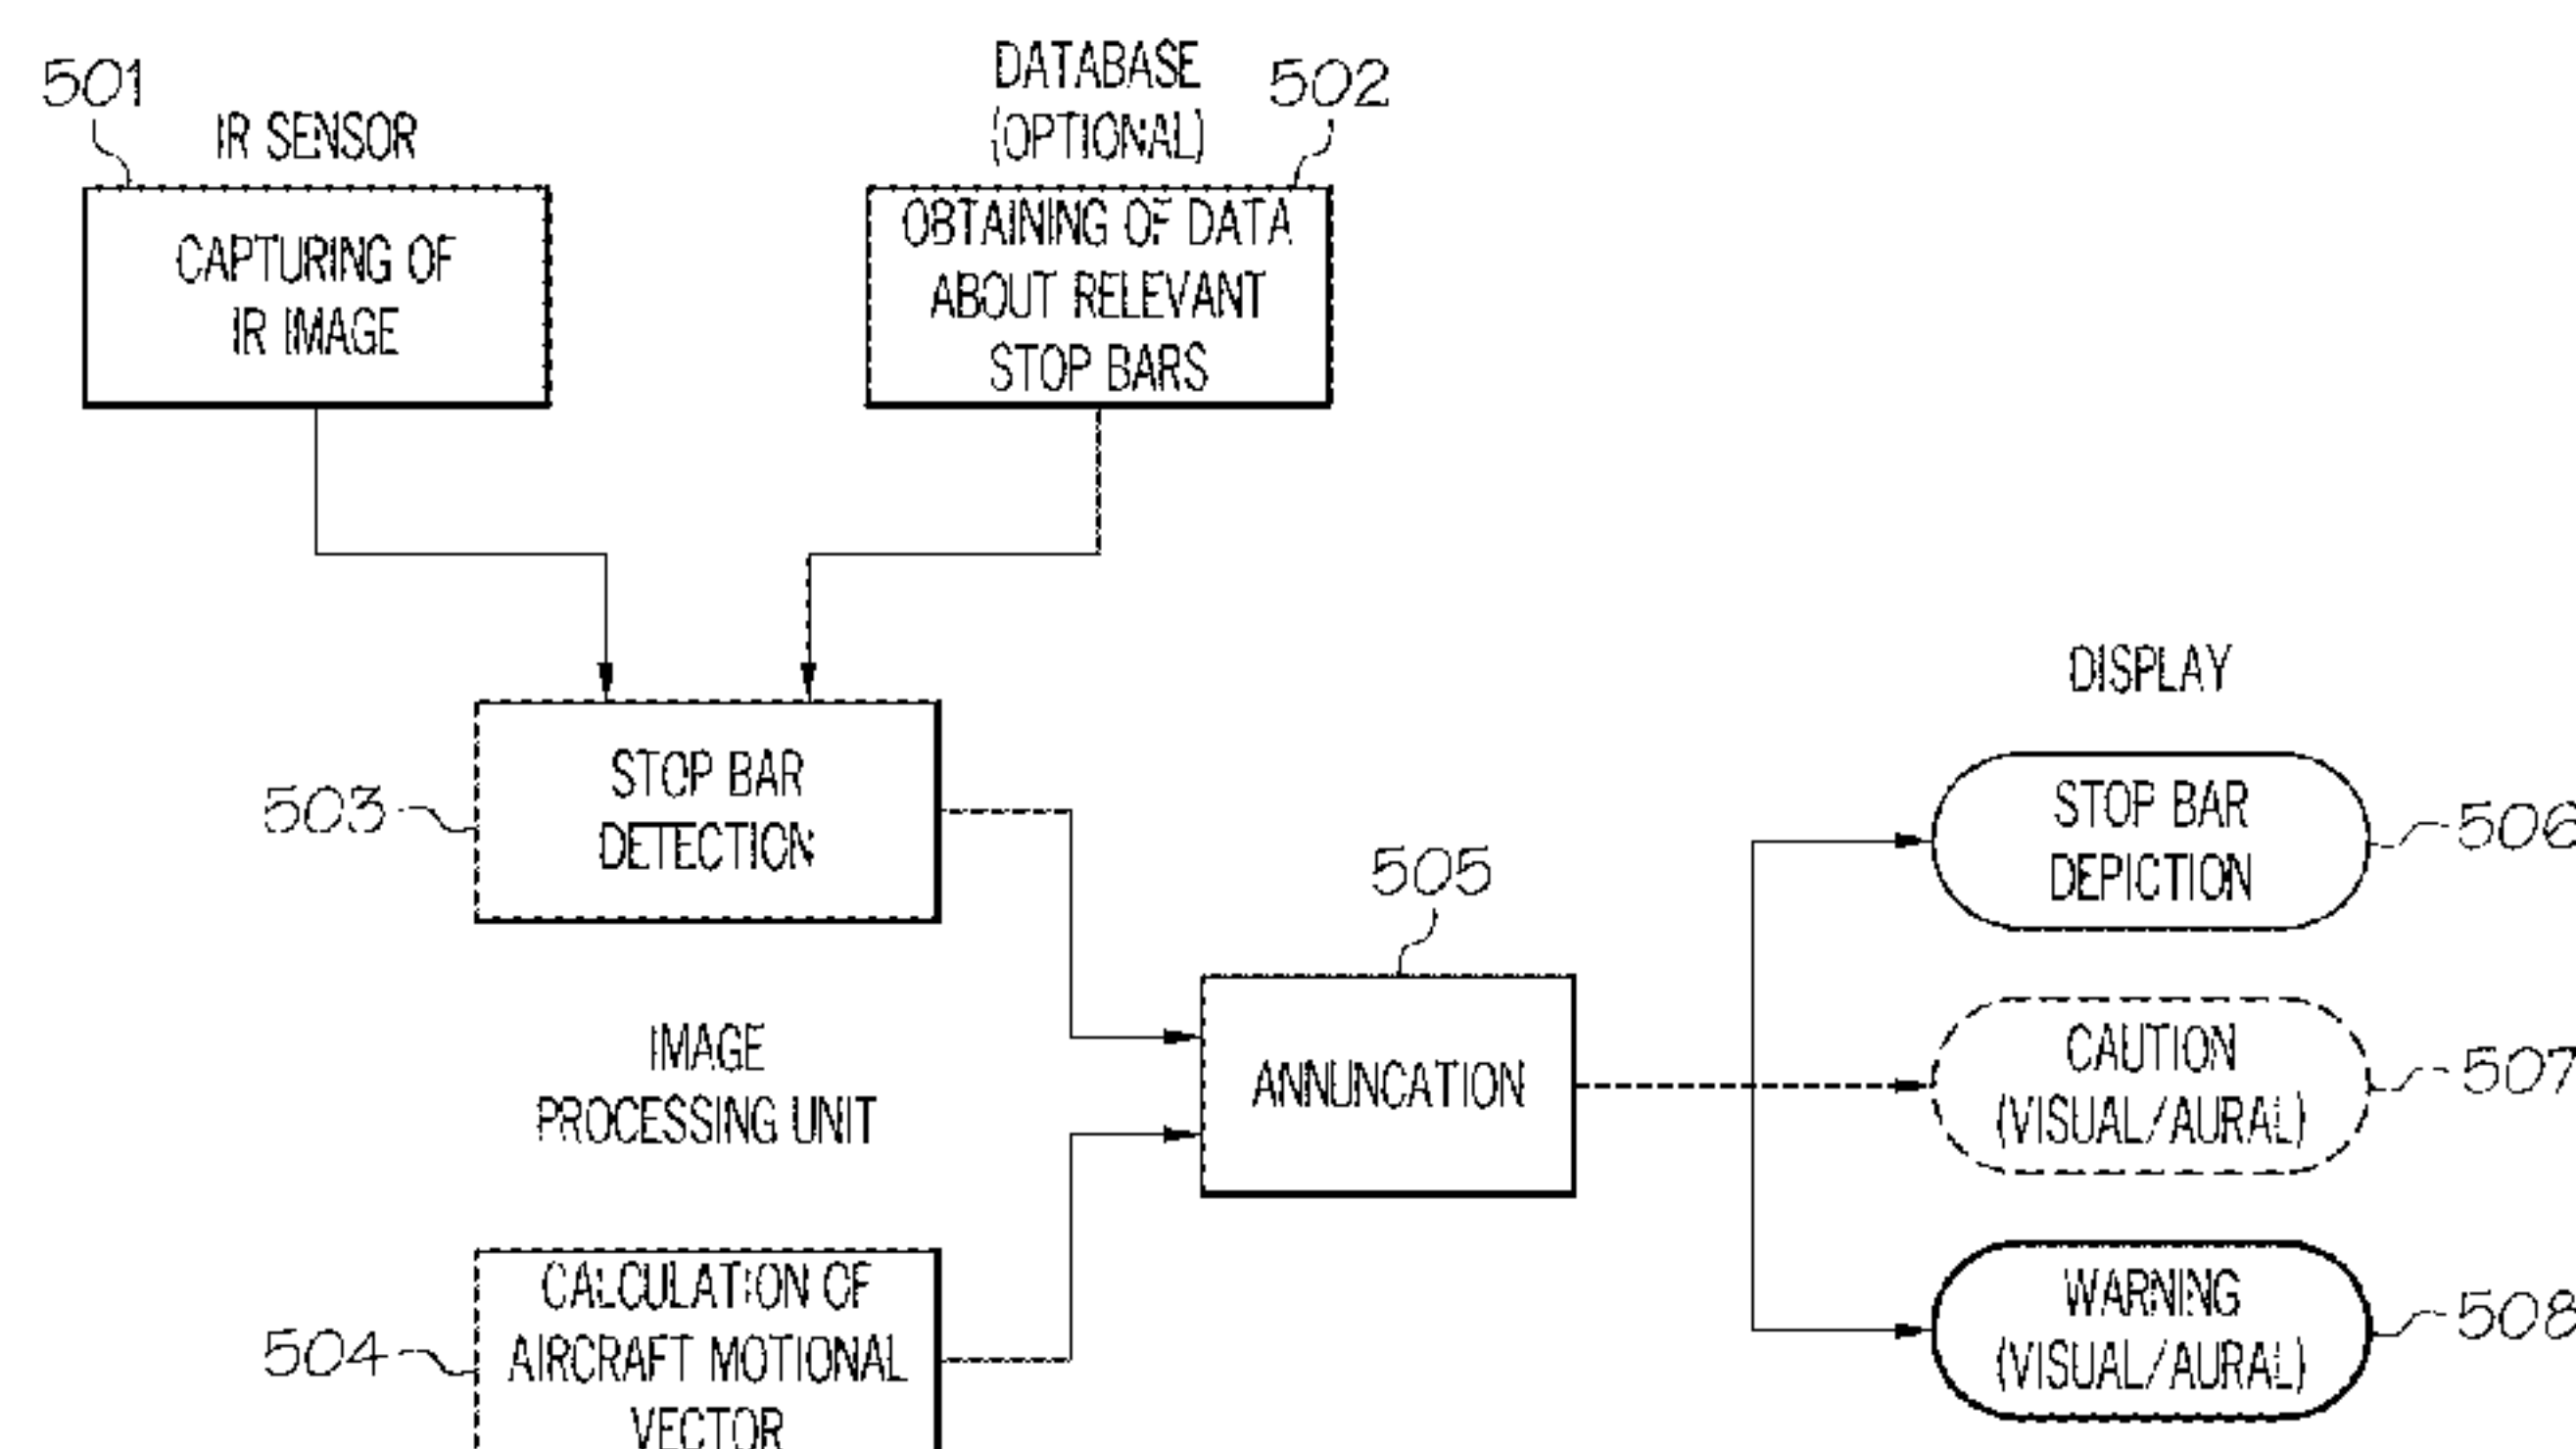 501
IR SENSOR
CAPTURING OF
IR IMAGE
DATABASE
(OPTIONAL)
502
OBTAINING OF DATA
ABOUT RELEVANT
STOP BARS
503
STOP BAR
DETECTION
IMAGE
PROCESSING UNIT
504
CALCULATION OF
AIRCRAFT MOTIONAL
VECTOR
505
ANNUNCATION
DISPLAY
STOP BAR
DEPICTION
506
CAUTION
(VISUAL/AURAL)
507
WARNING
(VISUAL/AURAL)
508